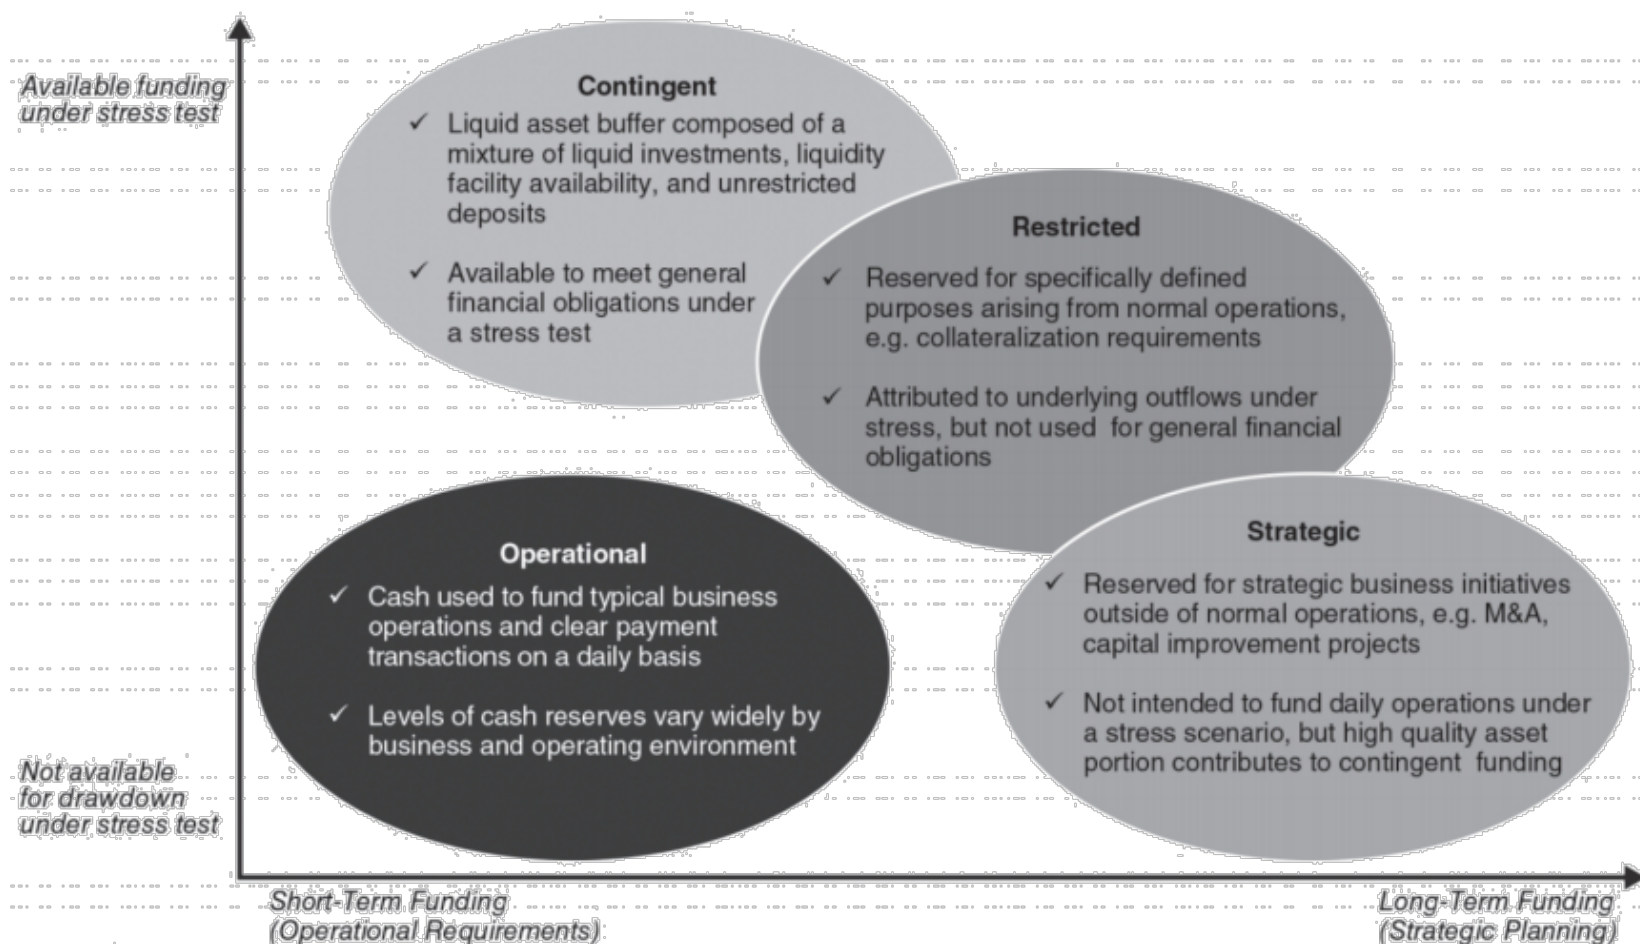 Available funding
under stress test
Contingent
✓ Liquid asset buffer composed of a
mixture of liquid investments, liquidity
facility availability, and unrestricted
deposits
✓ Available to meet general
financial obligations under
a stress test
Restricted
✓ Reserved for specifically defined
purposes arising from normal operations,
e.g. collateralization requirements
✓ Attributed to underlying outflows under
stress, but not used for general financial
obligations
Operational
✓ Cash used to fund typical business
operations and clear payment
transactions on a daily basis
✓ Levels of cash reserves vary widely by
business and operating environment
Strategic
✓ Reserved for strategic business initiatives
outside of normal operations, e.g. M&A,
capital improvement projects
✓ Not intended to fund daily operations under
a stress scenario, but high quality asset
portion contributes to contingent funding
Not available
for drawdown
under stress test
Short-Term Funding
(Operational Requirements)
Long-Term Funding
(Strategic Planning)